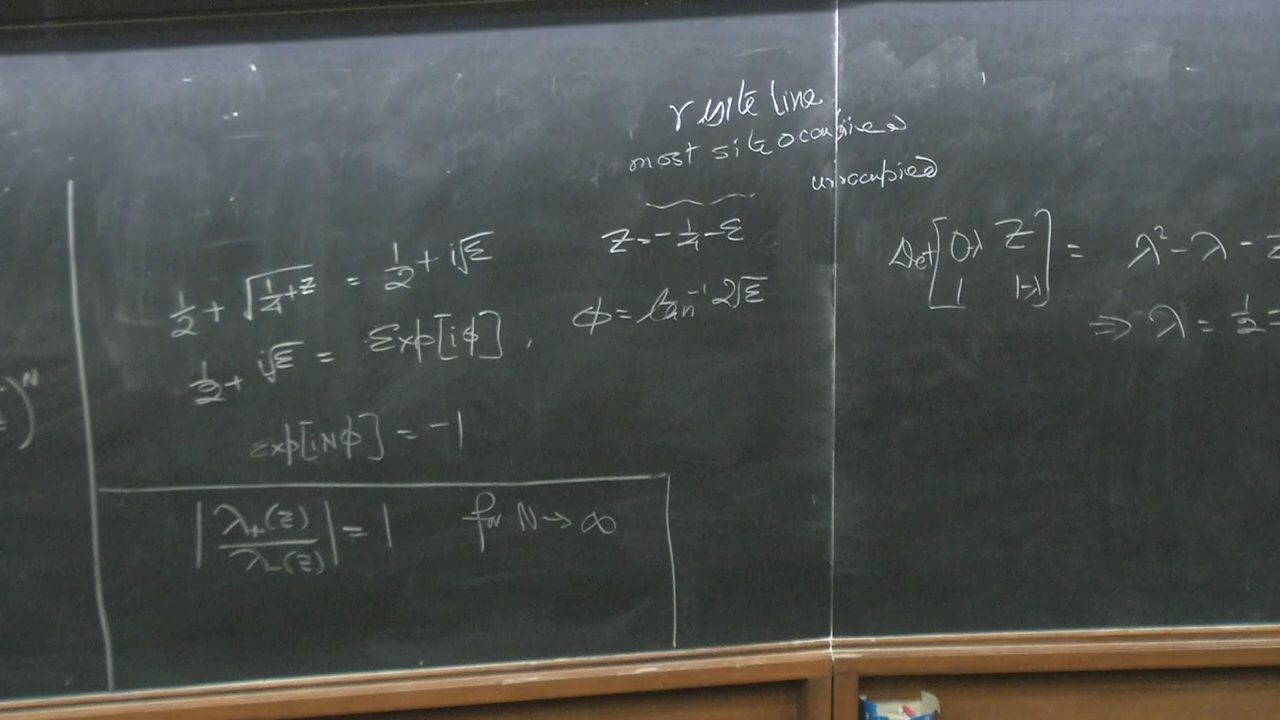 )^N
line
most site occupied
unoccupied
1/2 + √(1/4+z) = 1/2 + i√ε
z = -1/4 - ε
1/2 + i√ε = Exp[iϕ], ϕ = tan⁻¹ 2√ε
Exp[iNϕ] = -1
|λ₊(z)/λ₋(z)| = 1 for N → ∞
Det[0-λ z
1 1-λ] = λ² - λ - z
⇒ λ = 1/2